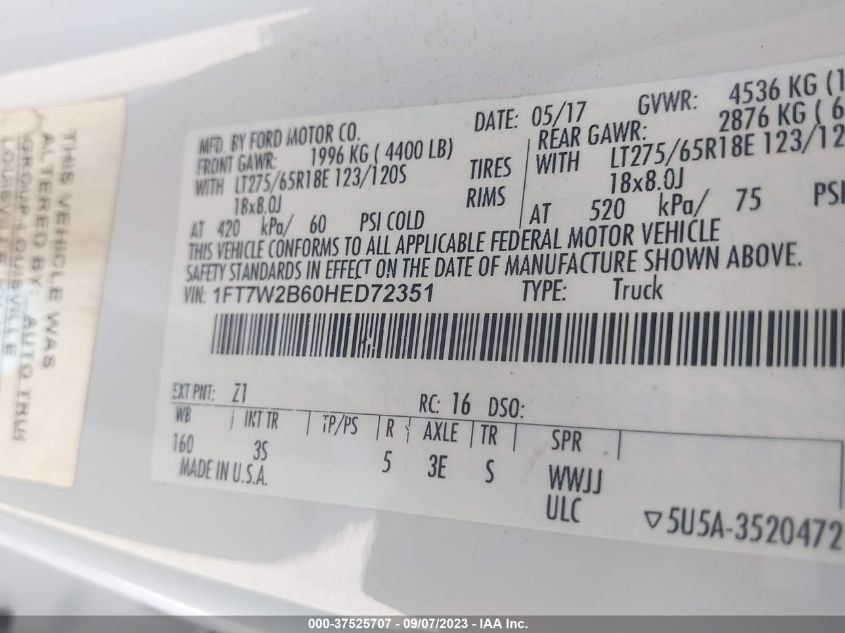 THIS VEHICLE WAS
ALTERED BY: AUTO TRUS
GROUP LOUISVILLE
LOUISVILLE
MFD. BY FORD MOTOR CO.
DATE: 05/17
GVWR: 4536 KG (1
FRONT GAWR: 1996 KG ( 4400 LB)
REAR GAWR: 2876 KG ( 6
WITH LT275/65R18E 123/120S TIRES WITH LT275/65R18E 123/12
18x8.0J RIMS 18x8.0J
AT 420 kPa/ 60 PSI COLD AT 520 kPa/ 75 PSI
THIS VEHICLE CONFORMS TO ALL APPLICABLE FEDERAL MOTOR VEHICLE
SAFETY STANDARDS IN EFFECT ON THE DATE OF MANUFACTURE SHOWN ABOVE.
VIN: 1FT7W2B60HED72351 TYPE: Truck
EXT PNT: Z1 RC: 16 DSO:
WB INT TR TP/PS R AXLE TR SPR
160 3S 5 3E S WWJJ
MADE IN U.S.A. ULC
5U5A-3520472
000-37525707 - 09/07/2023 - IAA Inc.